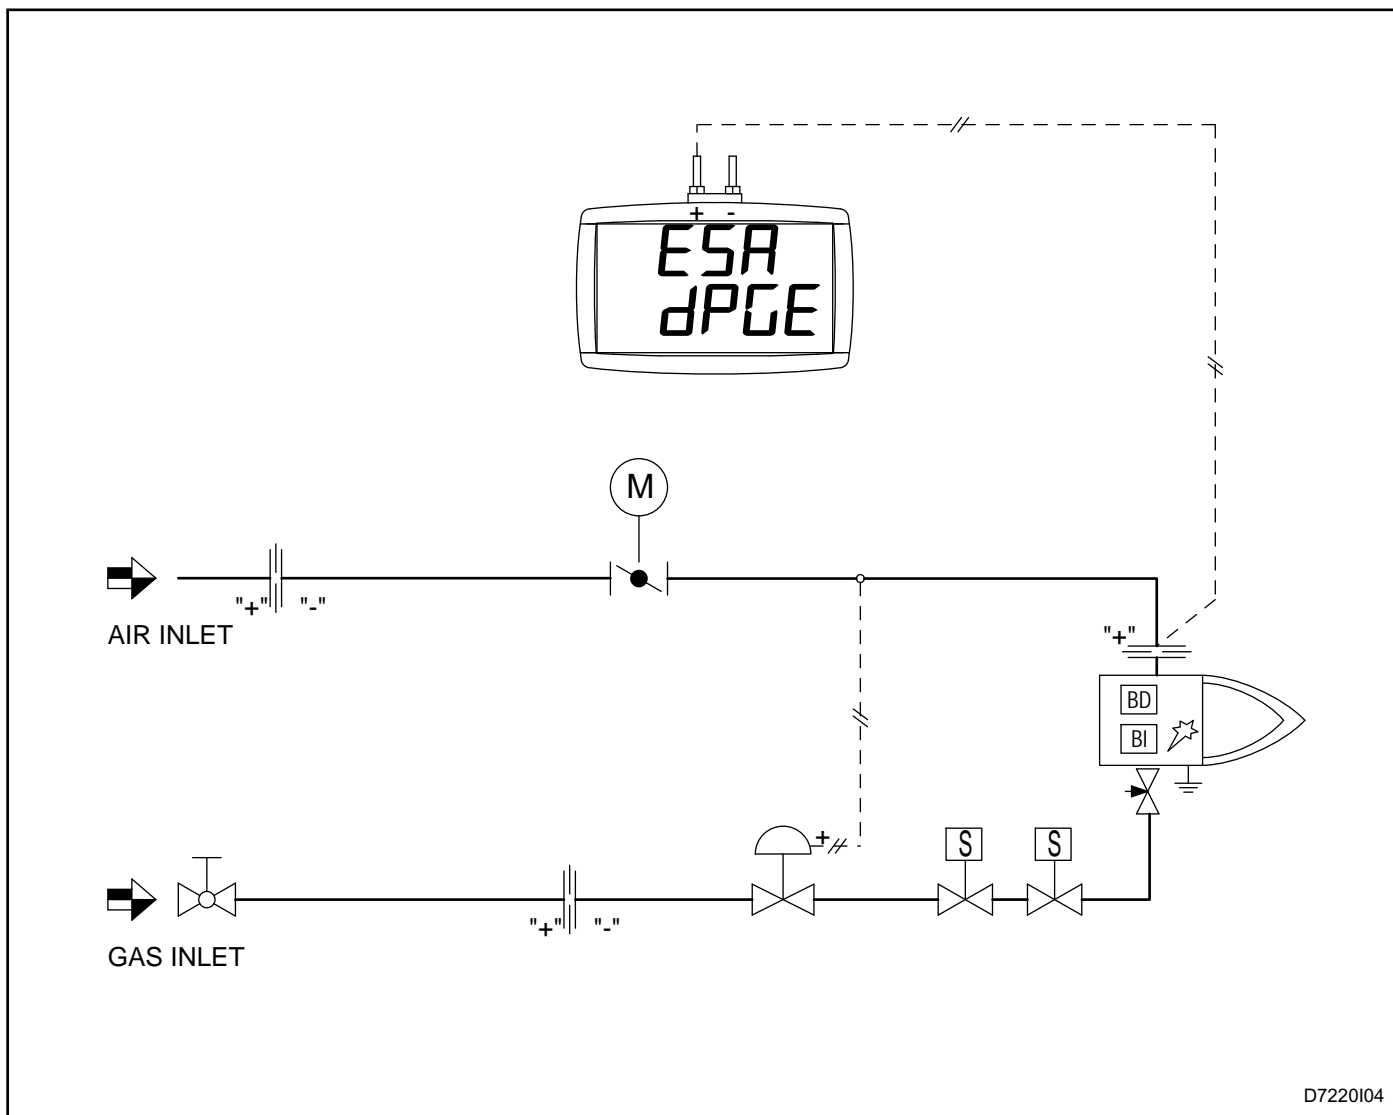 + -
ESA
dPGE
M
"+" "-"
AIR INLET
"+"
BD
BI
+
S S
"+" "-"
GAS INLET
D7220I04